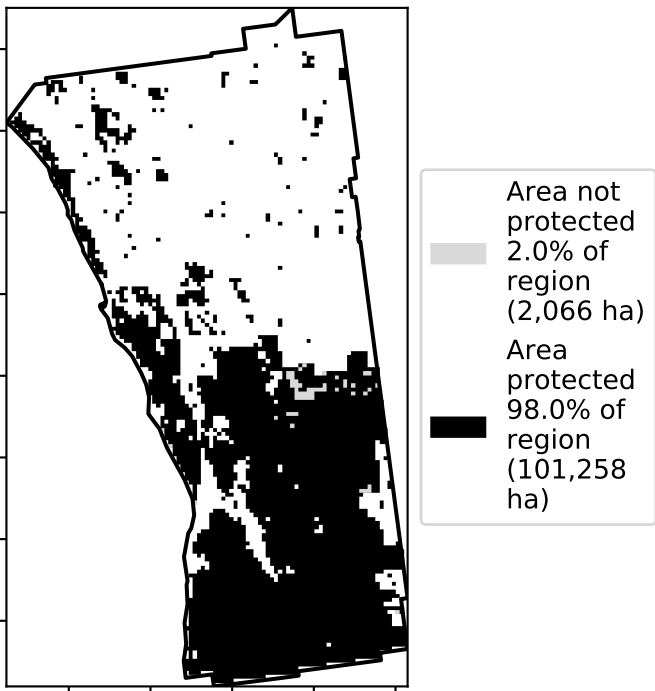 Area not
protected
2.0% of
region
(2,066 ha)
Area
protected
98.0% of
region
(101,258
ha)